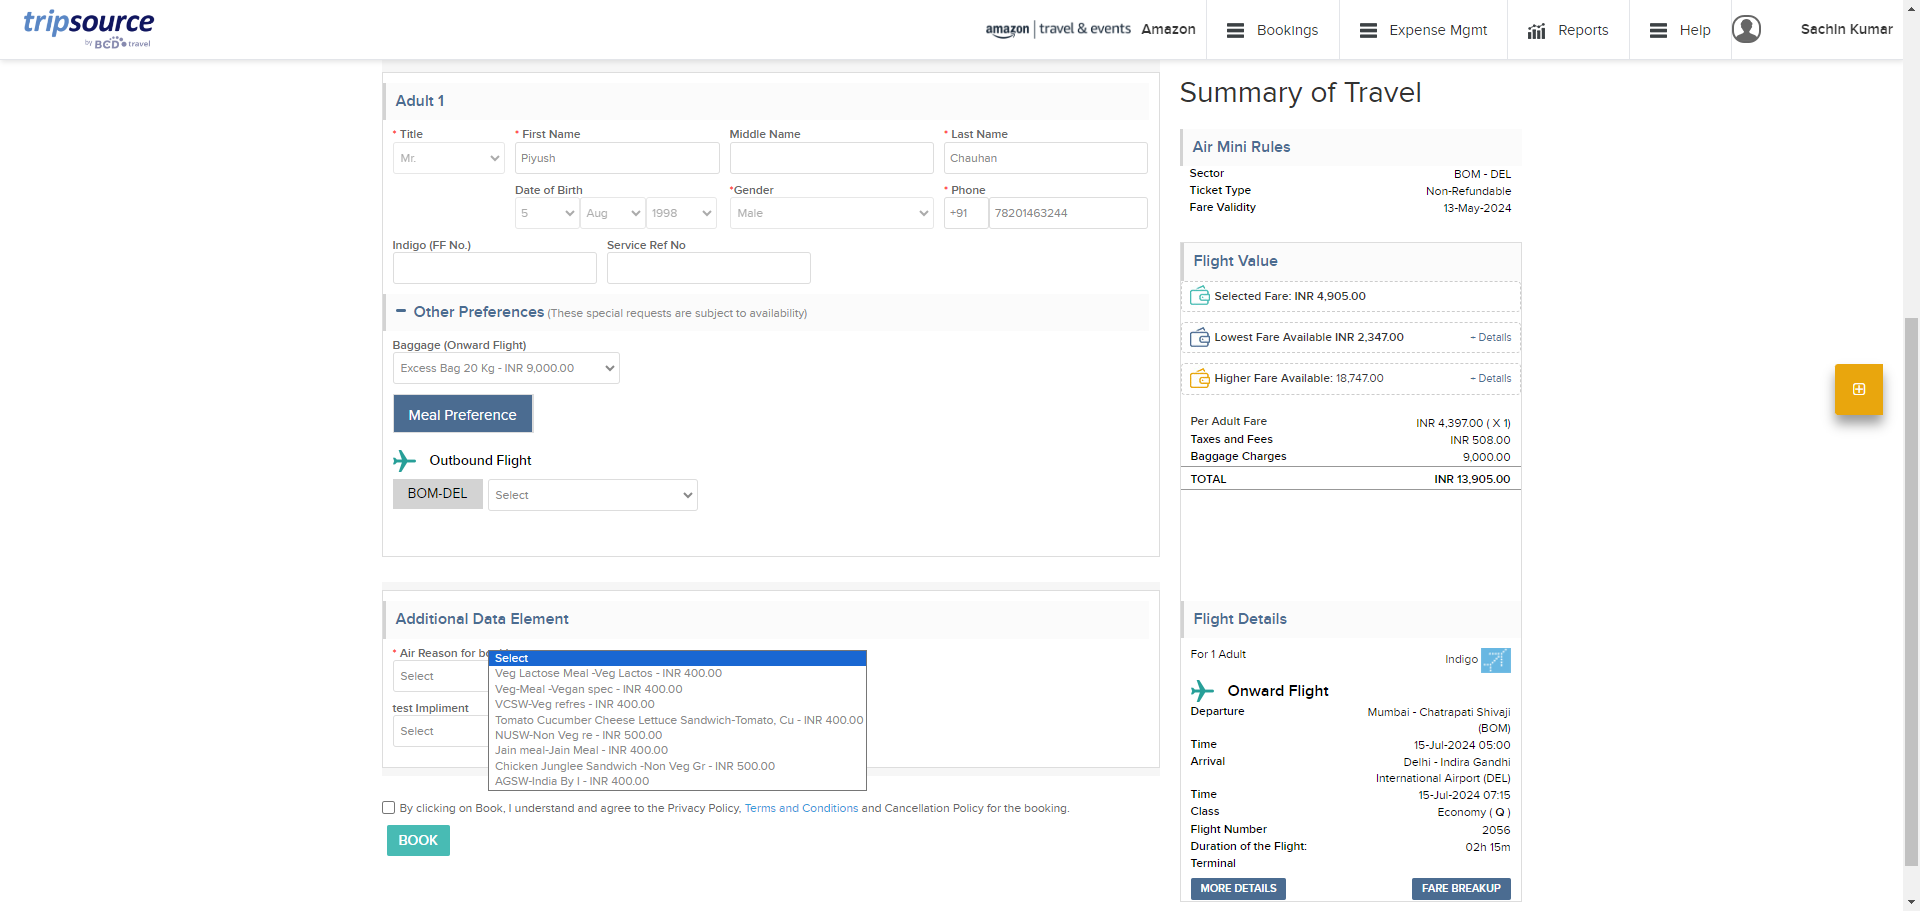 tripsource
by BCD travel
amazon | travel & events Amazon
Bookings
Expense Mgmt
Reports
Help
Sachin Kumar
Adult 1
* Title
* First Name
Middle Name
* Last Name
Mr.
Piyush
Chauhan
Date of Birth
*Gender
* Phone
5
Aug
1998
Male
+91
78201463244
Indigo (FF No.)
Service Ref No
− Other Preferences (These special requests are subject to availability)
Baggage (Onward Flight)
Excess Bag 20 Kg - INR 9,000.00
Meal Preference
Outbound Flight
BOM-DEL
Select
Additional Data Element
* Air Reason for
Select
test Impliment
Select
Select
Veg Lactose Meal -Veg Lactos - INR 400.00
Veg-Meal -Vegan spec - INR 400.00
VCSW-Veg refres - INR 400.00
Tomato Cucumber Cheese Lettuce Sandwich-Tomato, Cu - INR 400.00
NUSW-Non Veg re - INR 500.00
Jain meal-Jain Meal - INR 400.00
Chicken Junglee Sandwich -Non Veg Gr - INR 500.00
AGSW-India By I - INR 400.00
By clicking on Book, I understand and agree to the Privacy Policy, Terms and Conditions and Cancellation Policy for the booking.
BOOK
Summary of Travel
Air Mini Rules
Sector BOM - DEL
Ticket Type Non-Refundable
Fare Validity 13-May-2024
Flight Value
Selected Fare: INR 4,905.00
Lowest Fare Available INR 2,347.00 + Details
Higher Fare Available: 18,747.00 + Details
Per Adult Fare INR 4,397.00 ( X 1)
Taxes and Fees INR 508.00
Baggage Charges 9,000.00
TOTAL INR 13,905.00
Flight Details
For 1 Adult Indigo
Onward Flight
Departure Mumbai - Chatrapati Shivaji
(BOM)
Time 15-Jul-2024 05:00
Arrival Delhi - Indira Gandhi
International Airport (DEL)
Time 15-Jul-2024 07:15
Class Economy ( Q )
Flight Number 2056
Duration of the Flight: 02h 15m
Terminal
MORE DETAILS
FARE BREAKUP